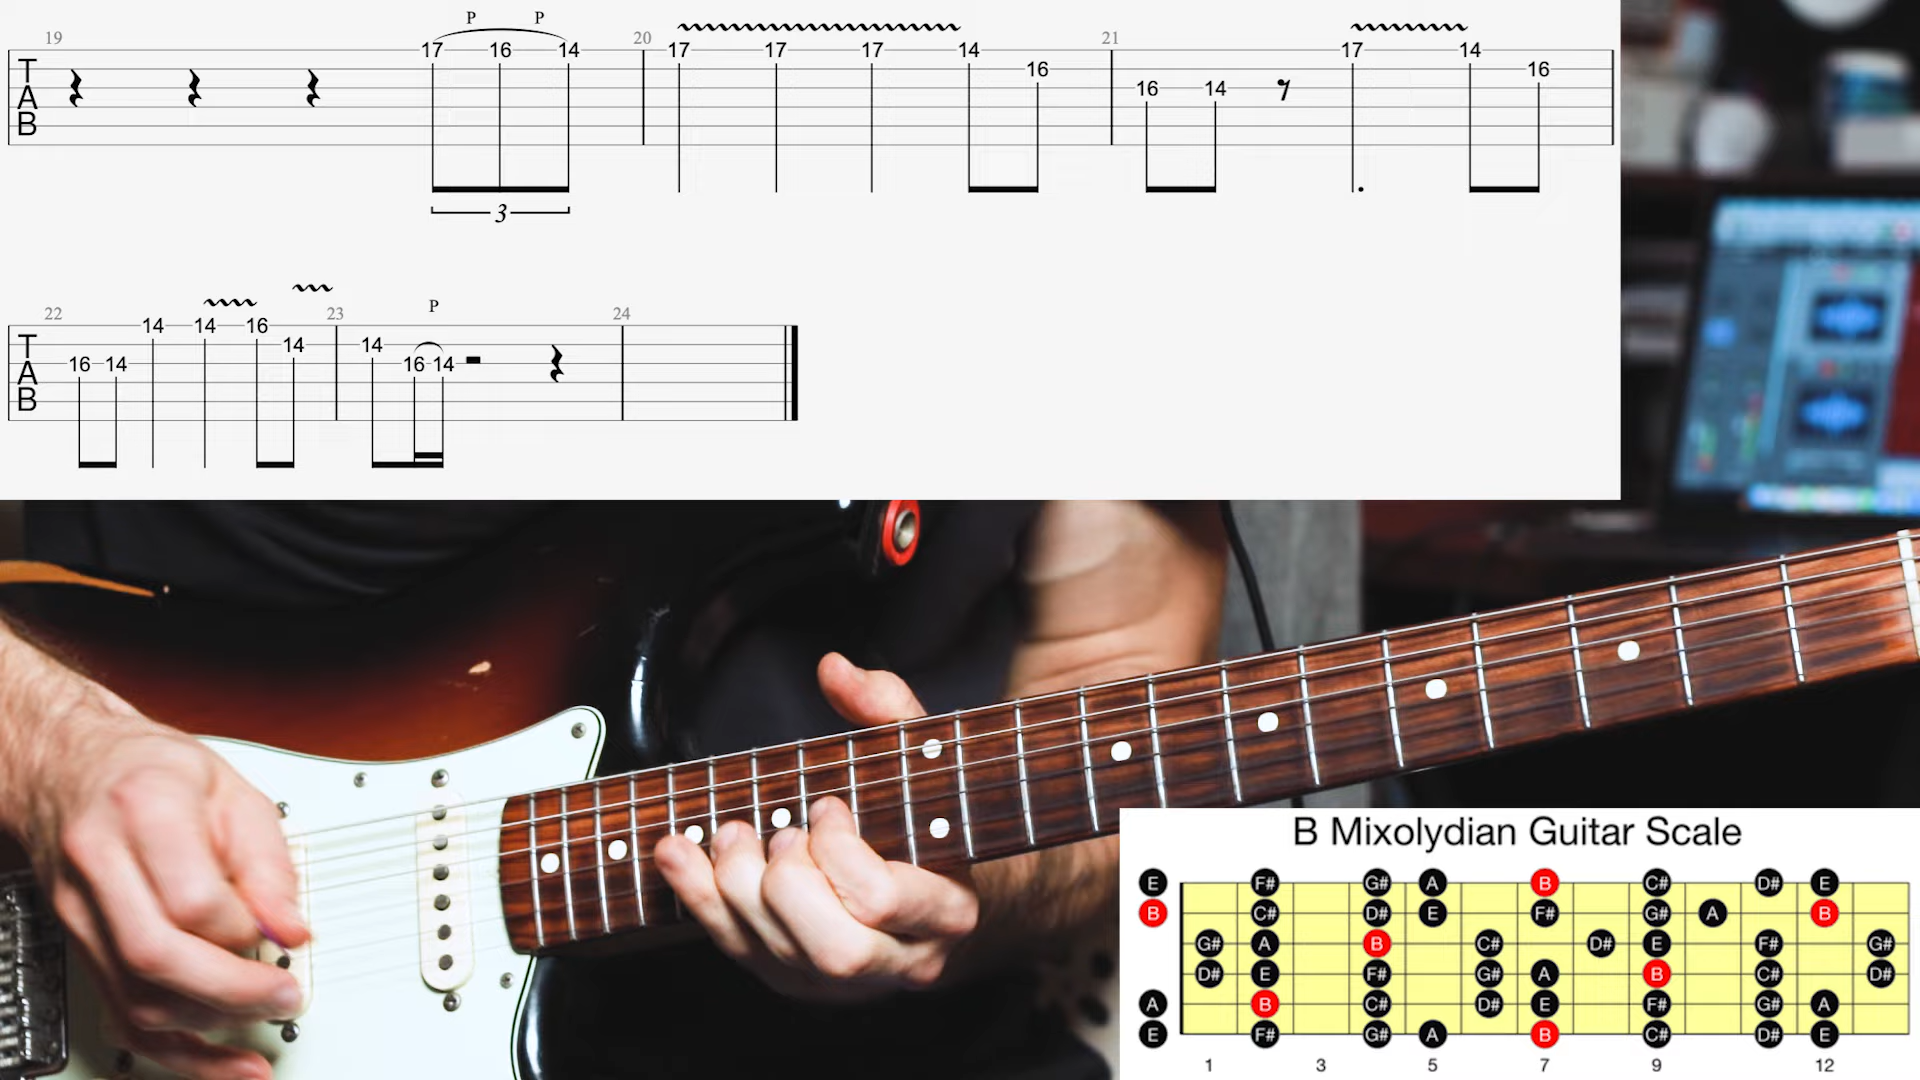 P P
19 17 16 14 20 17 17 17 14 21 17 14
T 16 16
A 16 14
B
3
P
22 14 14 16 23 24
T 14 14
A 16 14 16 14
B
B Mixolydian Guitar Scale
E F# G# A B C# D# E
B C# D# E F# G# A B
G# A B C# D# E F# G#
D# E F# G# A B C# D#
A B C# D# E F# G# A
E F# G# A B C# D# E
1 3 5 7 9 12